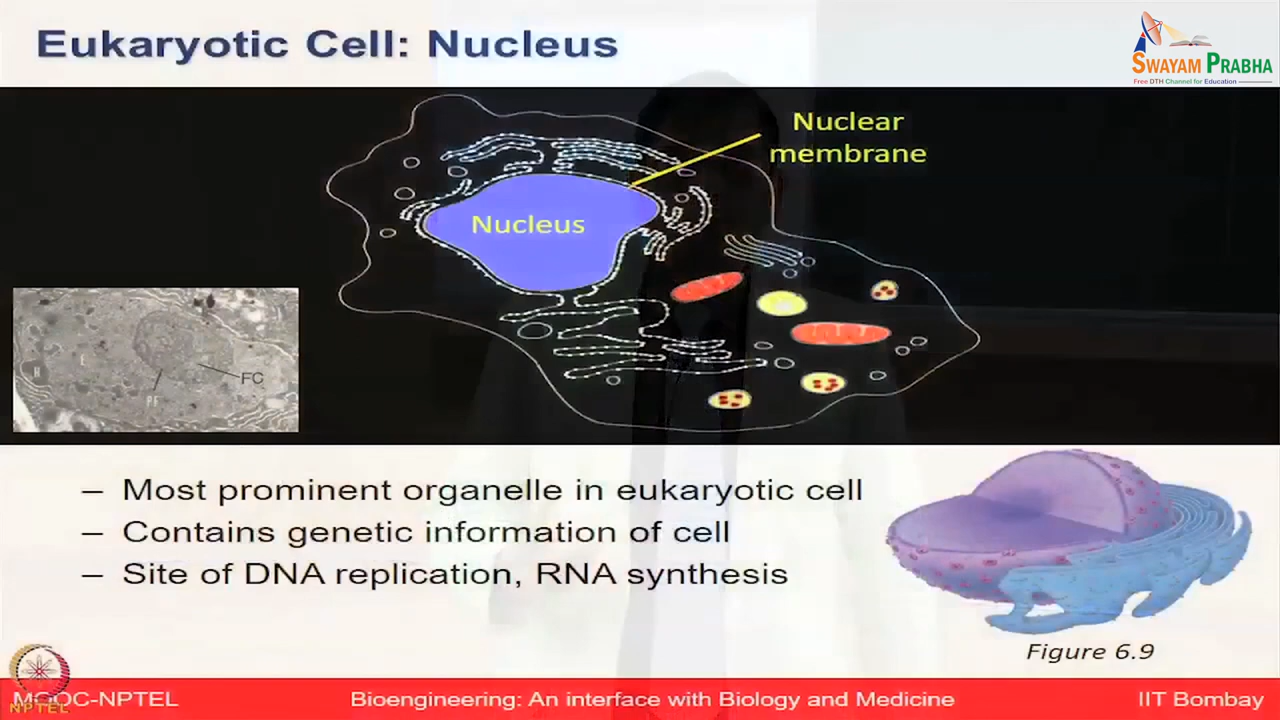 Eukaryotic Cell: Nucleus
SWAYAM PRABHA
Free DTH Channel for Education
Nuclear
membrane
Nucleus
FC
PF
– Most prominent organelle in eukaryotic cell
– Contains genetic information of cell
– Site of DNA replication, RNA synthesis
Figure 6.9
MOOC-NPTEL
NPTEL
Bioengineering: An interface with Biology and Medicine
IIT Bombay